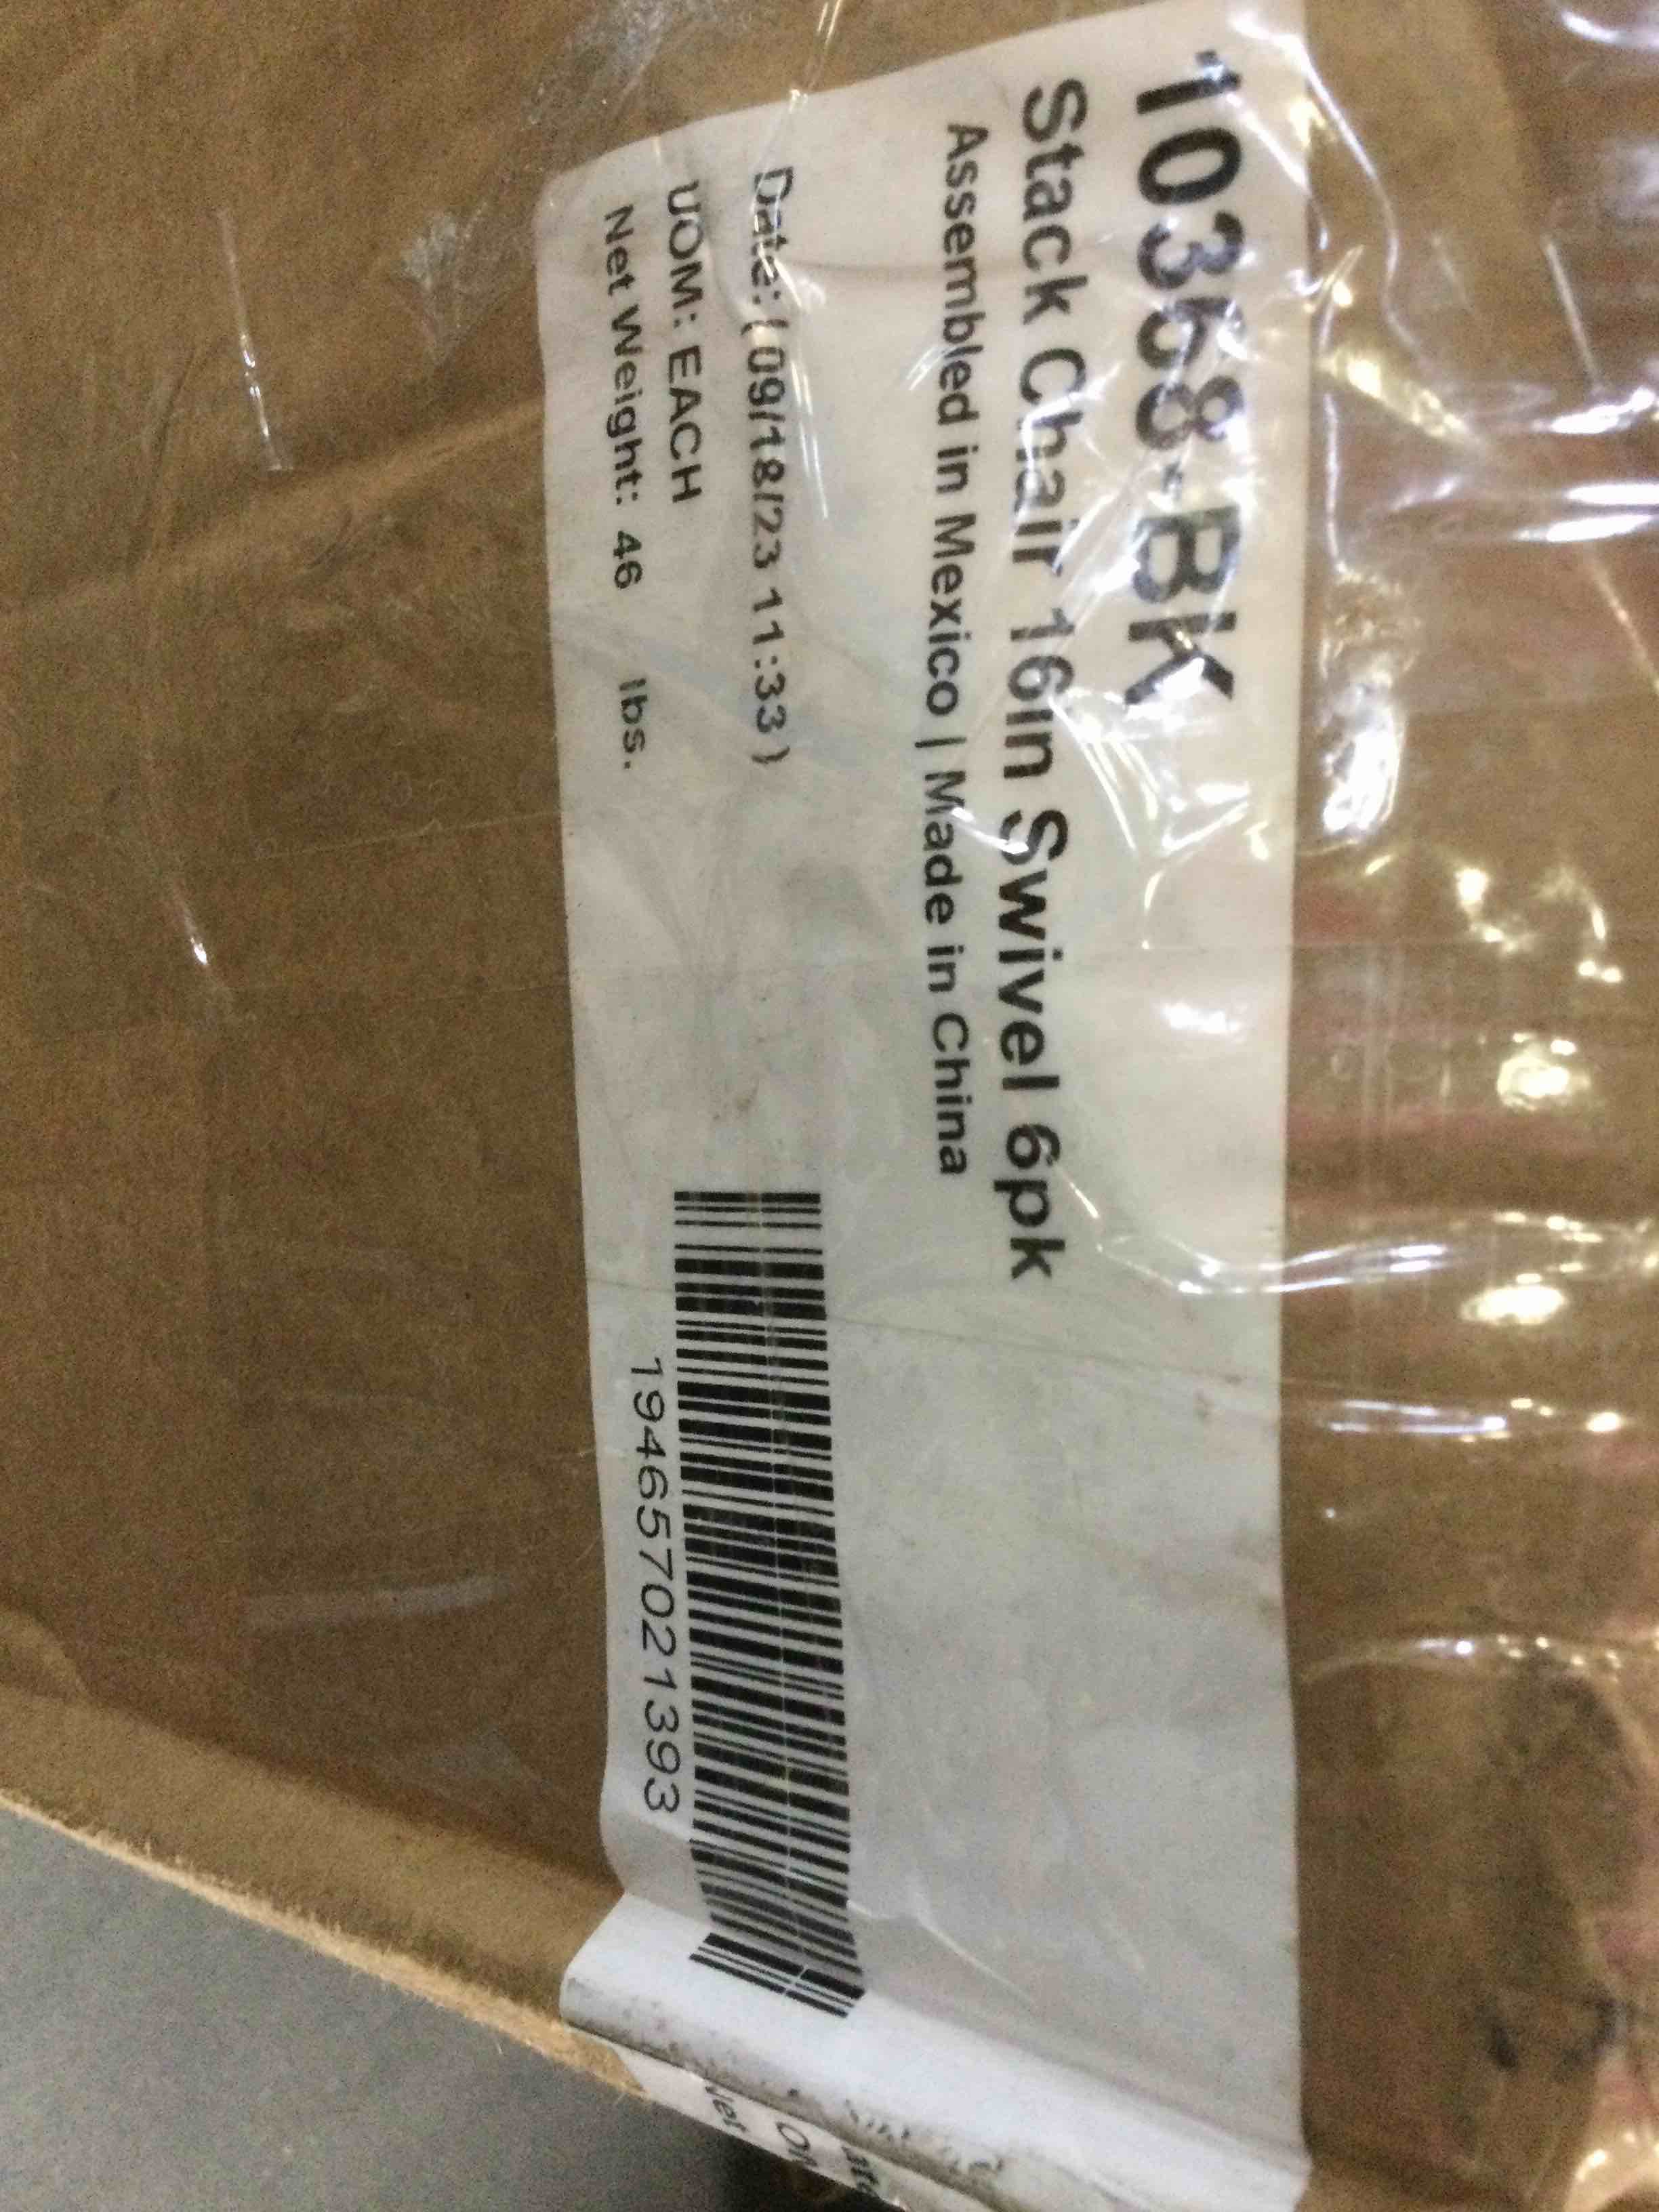 10368-BK
Stack Chair 16in Swivel 6pk
Assembled in Mexico | Made in China
Date: ( 09/18/23 11:33 )
UOM: EACH
Net Weight: 46 lbs.
194657021393